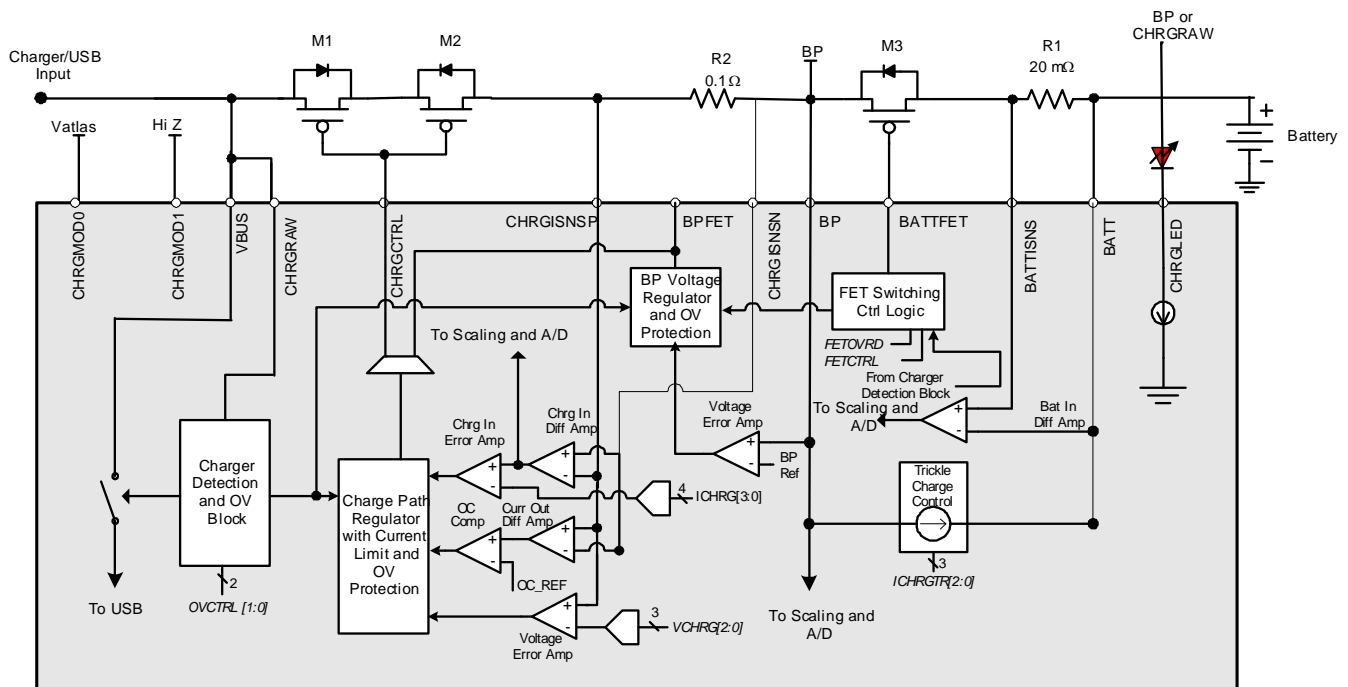 BP or
CHRGRAW
Charger/USB
Input
M1
M2
R2
0.1Ω
BP
M3
R1
20 mΩ
Vatlas
Hi Z
+
−
Battery
CHRGMOD0
CHRGMOD1
VBUS
CHRGRAW
CHRGCTRL
CHRGISNSP
BPFET
CHRGISNSN
BP
BATTFET
BATTISNS
BATT
CHRGLED
BP Voltage
Regulator
and OV
Protection
FET Switching
Ctrl Logic
FETOVRD
FETCTRL
From Charger
Detection Block
To Scaling and A/D
To Scaling and
A/D
+
-
Bat In
Diff Amp
Voltage
Error Amp
+
-
BP
Ref
Chrg In
Error Amp
+
-
Chrg In
Diff Amp
+
-
4
ICHRG[3:0]
Charger
Detection
and OV
Block
Charge Path
Regulator
with Current
Limit and
OV
Protection
OC
Comp
+
-
Curr Out
Diff Amp
+
-
OC_REF
Trickle
Charge
Control
3
ICHRGTR[2:0]
2
OVCTRL [1:0]
To USB
+
-
Voltage
Error Amp
3
VCHRG[2:0]
To Scaling and
A/D